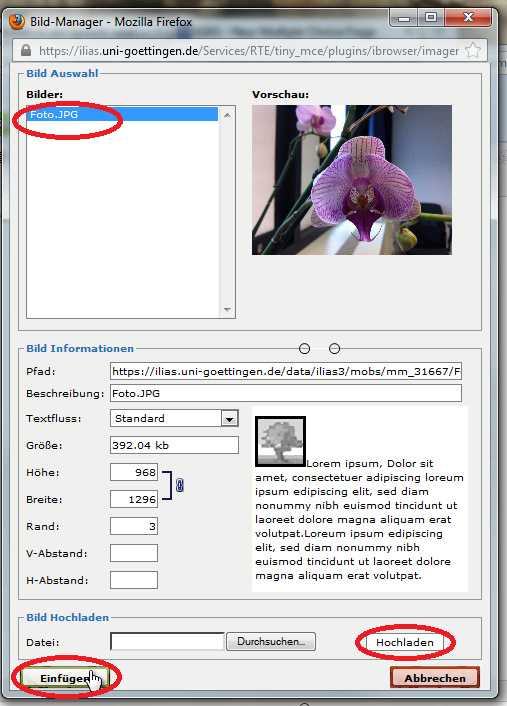 Bild-Manager - Mozilla Firefox
https://ilias.uni-goettingen.de/Services/RTE/tiny_mce/plugins/ibrowser/imager
Bild Auswahl
Bilder:
Vorschau:
Foto.JPG
Bild Informationen
Pfad: https://ilias.uni-goettingen.de/data/ilias3/mobs/mm_31667/F
Beschreibung: Foto.JPG
Textfluss: Standard
Größe: 392.04 kb
Höhe: 968
Breite: 1296
Rand: 3
V-Abstand:
H-Abstand:
Lorem ipsum, Dolor sit
amet, consectetuer adipiscing loreum
ipsum edipiscing elit, sed diam
nonummy nibh euismod tincidunt ut
laoreet dolore magna aliquam erat
volutpat.Loreum ipsum edipiscing
elit, sed diam nonummy nibh
euismod tincidunt ut laoreet dolore
magna aliquam erat volutpat.
Bild Hochladen
Datei: Durchsuchen... Hochladen
Einfügen Abbrechen